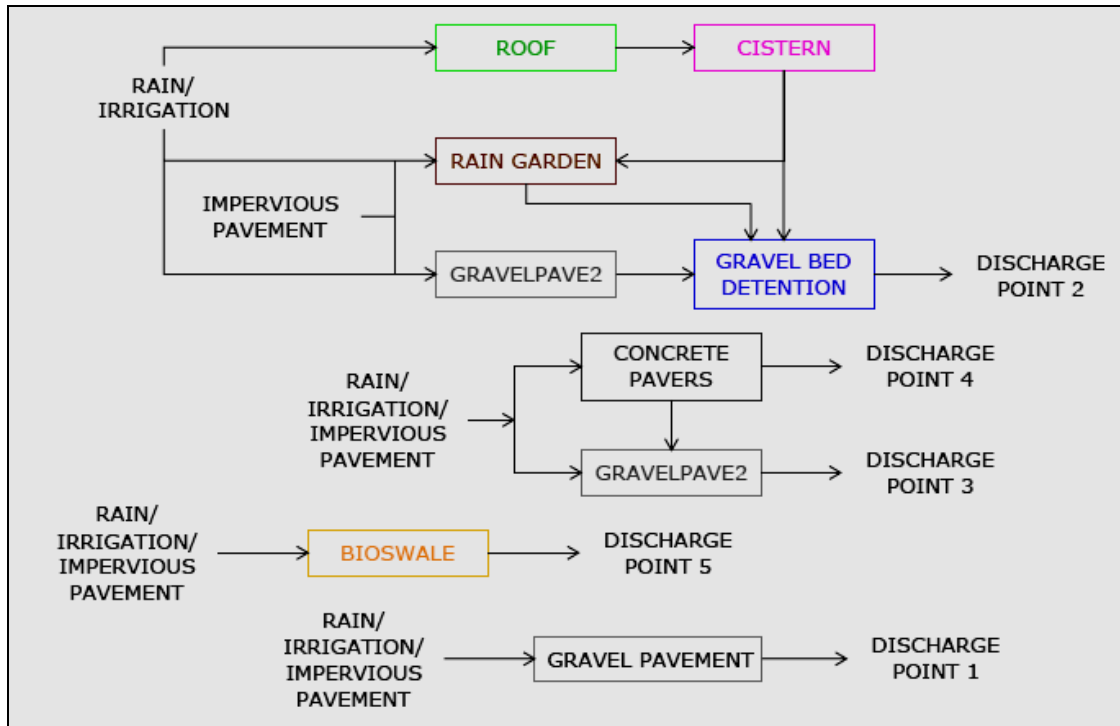 ROOF
CISTERN
RAIN/
IRRIGATION
RAIN GARDEN
IMPERVIOUS
PAVEMENT
GRAVELPAVE2
GRAVEL BED
DETENTION
DISCHARGE
POINT 2
CONCRETE
PAVERS
DISCHARGE
POINT 4
RAIN/
IRRIGATION/
IMPERVIOUS
PAVEMENT
GRAVELPAVE2
DISCHARGE
POINT 3
RAIN/
IRRIGATION/
IMPERVIOUS
PAVEMENT
BIOSWALE
DISCHARGE
POINT 5
RAIN/
IRRIGATION/
IMPERVIOUS
PAVEMENT
GRAVEL PAVEMENT
DISCHARGE
POINT 1